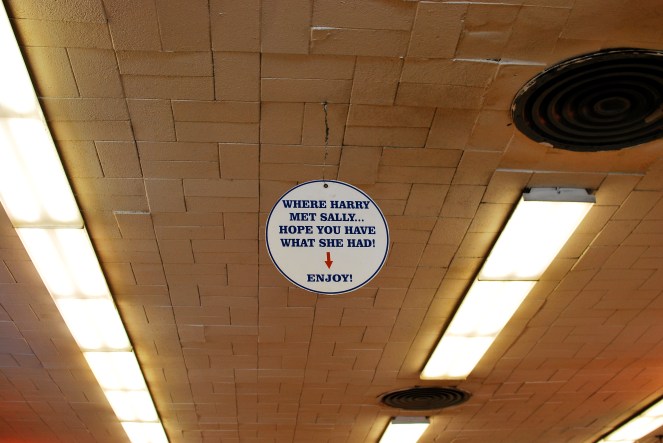 WHERE HARRY
MET SALLY...
HOPE YOU HAVE
WHAT SHE HAD!
ENJOY!